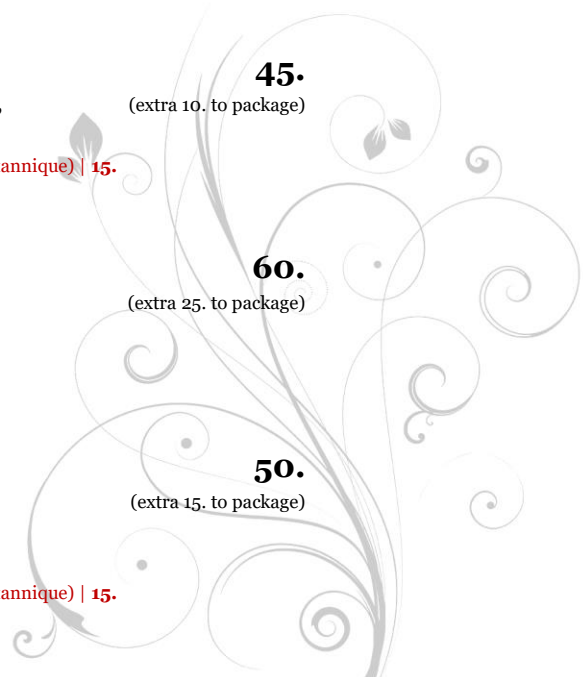 45.
(extra 10. to package)
annique) | 15.
60.
(extra 25. to package)
50.
(extra 15. to package)
annique) | 15.